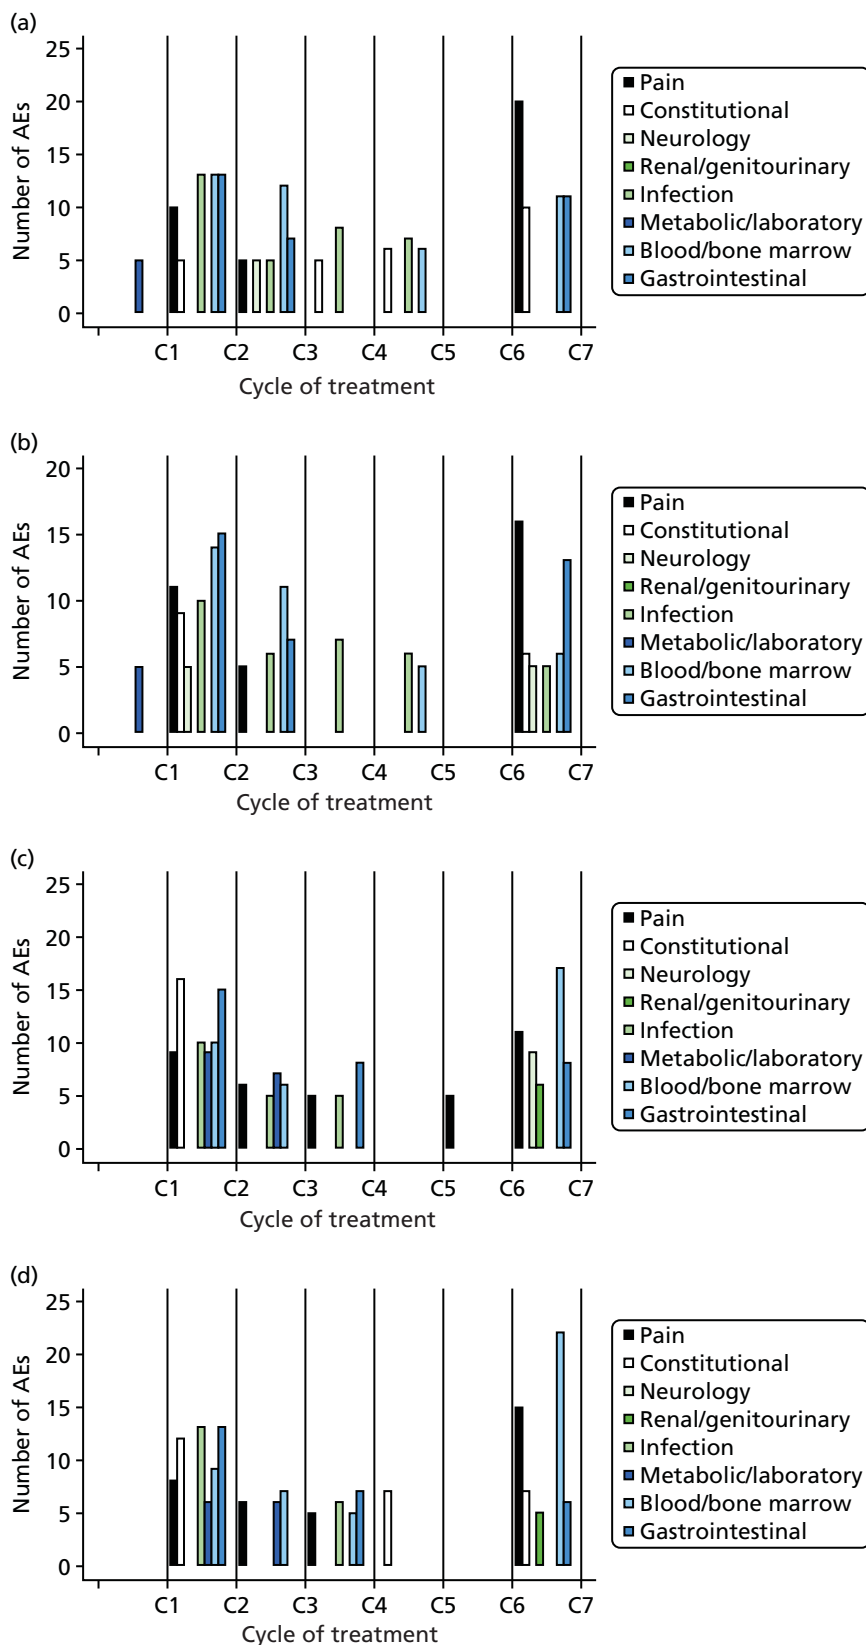 (a)
Number of AEs
25
20
15
10
5
0
C1 C2 C3 C4 C5 C6 C7
Cycle of treatment
Pain
Constitutional
Neurology
Renal/genitourinary
Infection
Metabolic/laboratory
Blood/bone marrow
Gastrointestinal
(b)
Number of AEs
20
15
10
5
0
C1 C2 C3 C4 C5 C6 C7
Cycle of treatment
Pain
Constitutional
Neurology
Renal/genitourinary
Infection
Metabolic/laboratory
Blood/bone marrow
Gastrointestinal
(c)
Number of AEs
25
20
15
10
5
0
C1 C2 C3 C4 C5 C6 C7
Cycle of treatment
Pain
Constitutional
Neurology
Renal/genitourinary
Infection
Metabolic/laboratory
Blood/bone marrow
Gastrointestinal
(d)
Number of AEs
25
20
15
10
5
0
C1 C2 C3 C4 C5 C6 C7
Cycle of treatment
Pain
Constitutional
Neurology
Renal/genitourinary
Infection
Metabolic/laboratory
Blood/bone marrow
Gastrointestinal